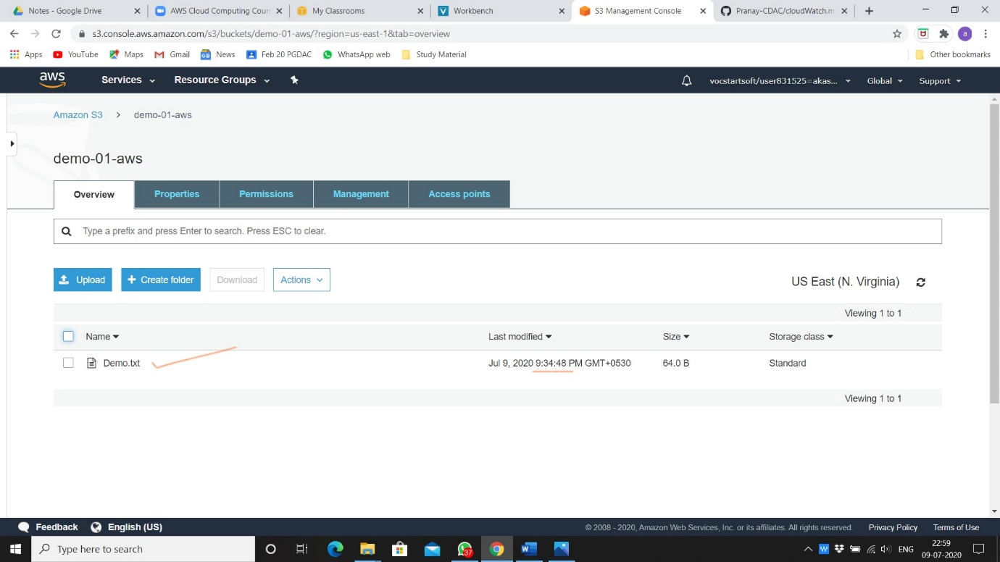 Notes - Google Drive
AWS Cloud Computing Cour
My Classrooms
Workbench
S3 Management Console
Pranay-CDAC/cloudWatch.m
s3.console.aws.amazon.com/s3/buckets/demo-01-aws/?region=us-east-1&tab=overview
Apps YouTube Maps Gmail News Feb 20 PGDAC WhatsApp web Study Material Other bookmarks
aws Services Resource Groups vocstartsoft/user831525=akas... Global Support
Amazon S3 > demo-01-aws
demo-01-aws
Overview Properties Permissions Management Access points
Type a prefix and press Enter to search. Press ESC to clear.
Upload + Create folder Download Actions US East (N. Virginia)
Viewing 1 to 1
Name Last modified Size Storage class
Demo.txt Jul 9, 2020 9:34:48 PM GMT+0530 64.0 B Standard
Viewing 1 to 1
Feedback English (US) © 2008 - 2020, Amazon Web Services, Inc. or its affiliates. All rights reserved. Privacy Policy Terms of Use
Type here to search 37 ENG 22:59
09-07-2020